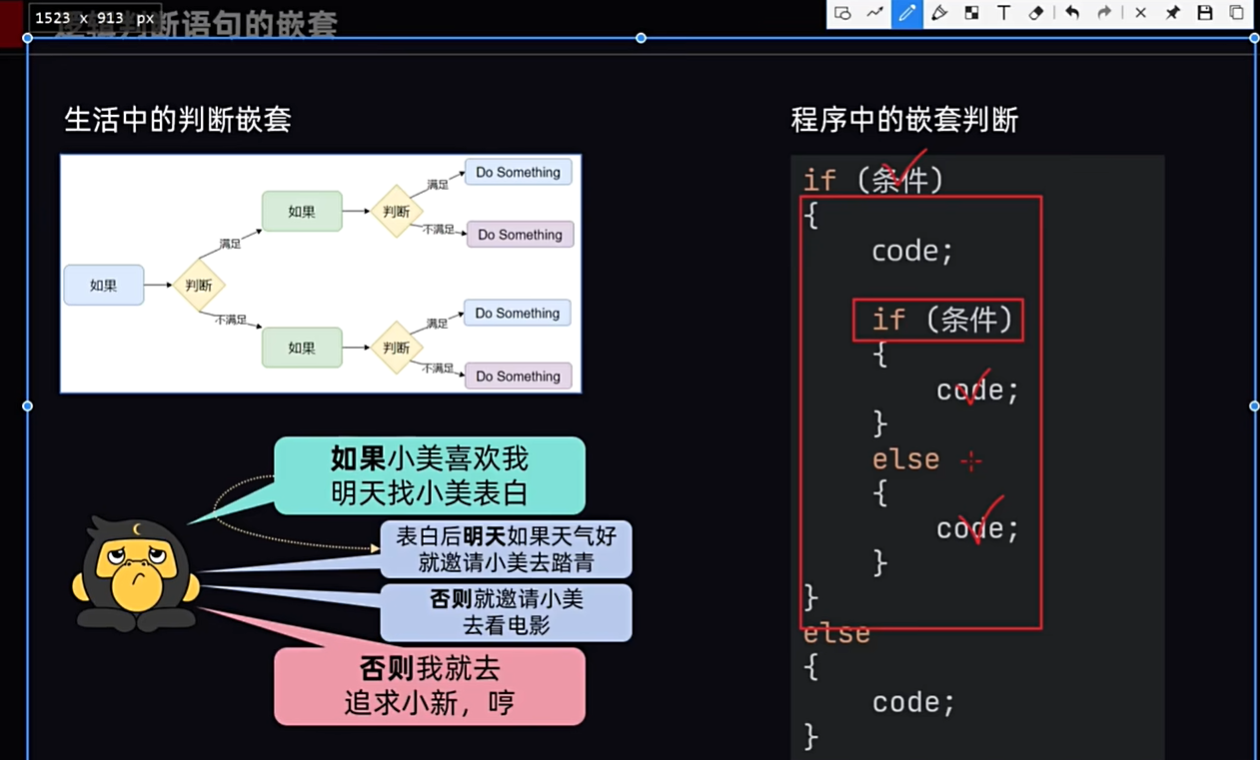 1523 x 913 px
逻辑判断语句的嵌套
T
生活中的判断嵌套
如果
判断
满足
不满足
如果
判断
满足
不满足
Do Something
Do Something
如果
判断
满足
不满足
Do Something
Do Something
如果小美喜欢我
明天找小美表白
表白后明天如果天气好
就邀请小美去踏青
否则就邀请小美
去看电影
否则我就去
追求小新，哼
程序中的嵌套判断
if (条件)
{
code;
if (条件)
{
code;
}
else
{
code;
}
}
else
{
code;
}